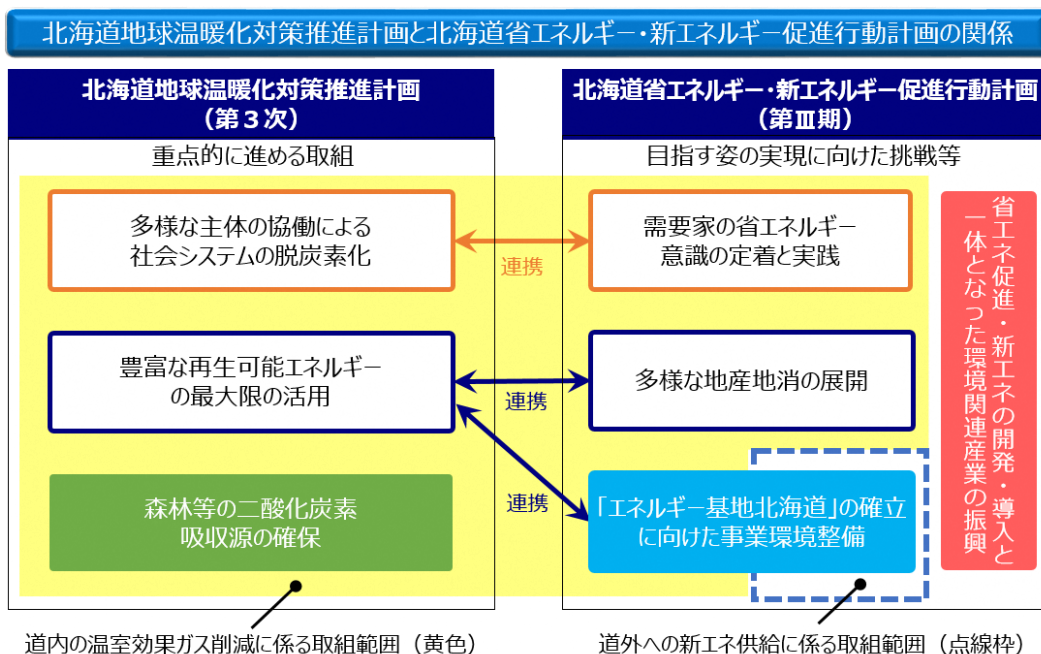 北海道地球温暖化対策推進計画と北海道省エネルギー・新エネルギー促進行動計画の関係
北海道地球温暖化対策推進計画
（第３次）
重点的に進める取組
多様な主体の協働による
社会システムの脱炭素化
豊富な再生可能エネルギー
の最大限の活用
森林等の二酸化炭素
吸収源の確保
連携
連携
連携
北海道省エネルギー・新エネルギー促進行動計画
（第Ⅲ期）
目指す姿の実現に向けた挑戦等
需要家の省エネルギー
意識の定着と実践
多様な地産地消の展開
「エネルギー基地北海道」の確立
に向けた事業環境整備
省エネ促進・新エネの開発・導入と
一体となった環境関連産業の振興
道内の温室効果ガス削減に係る取組範囲（黄色）
道外への新エネ供給に係る取組範囲（点線枠）